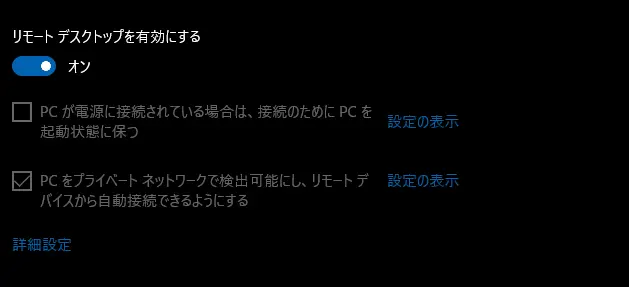 リモート デスクトップを有効にする
オン
PC が電源に接続されている場合は、接続のために PC を
起動状態に保つ
設定の表示
PC をプライベート ネットワークで検出可能にし、リモート デ
バイスから自動接続できるようにする
設定の表示
詳細設定